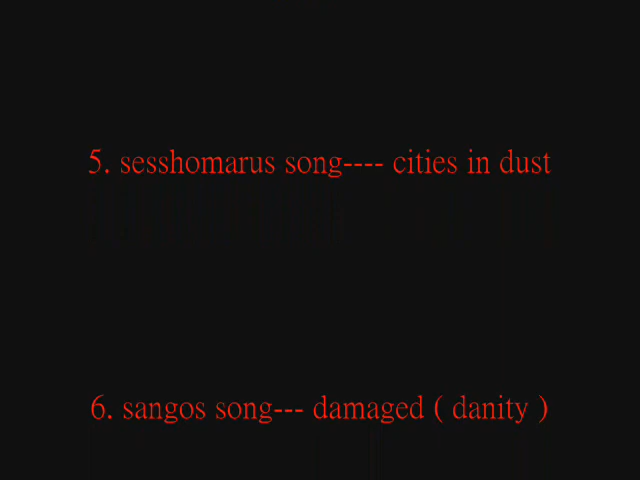 5. sesshomarus song---- cities in dust
6. sangos song--- damaged ( danity )